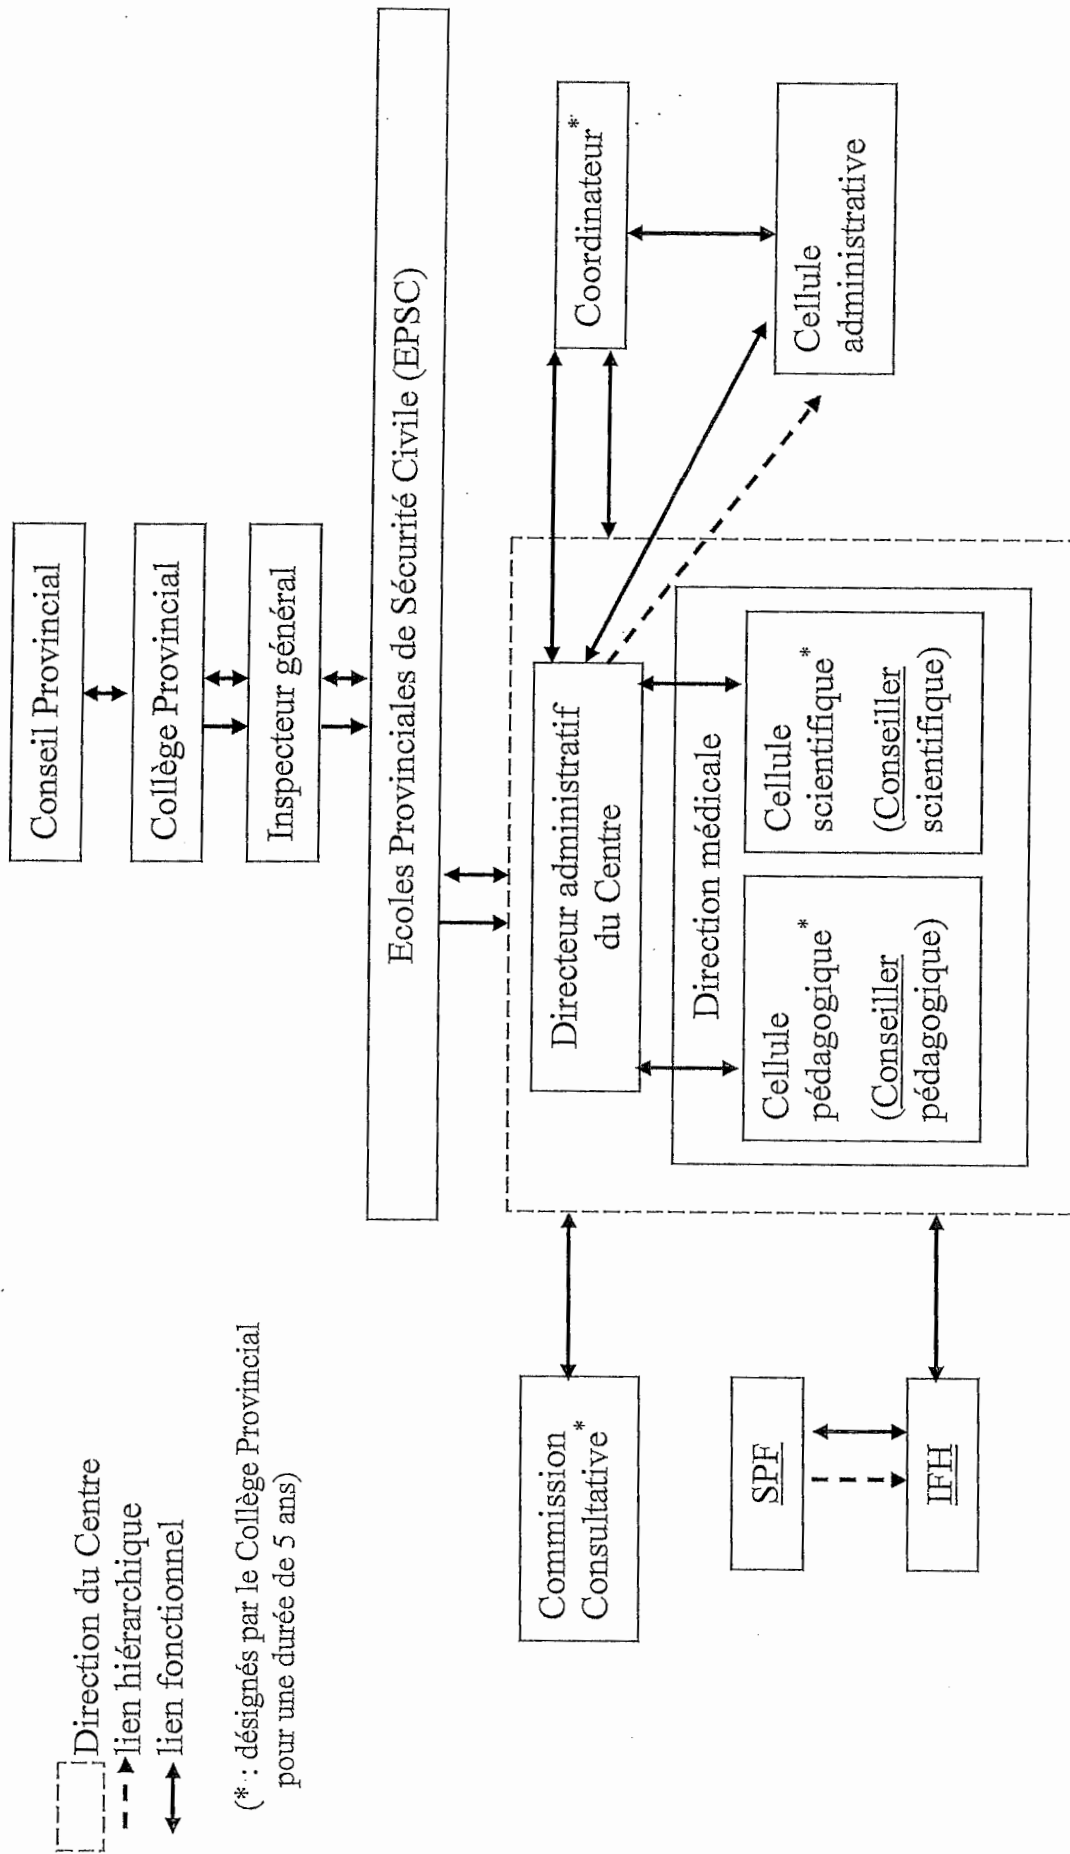 Direction du Centre
lien hiérarchique
lien fonctionnel
(* : désignés par le Collège Provincial
pour une durée de 5 ans)
Conseil Provincial
Collège Provincial
Inspecteur général
Ecoles Provinciales de Sécurité Civile (EPSC)
Commission
Consultative*
SPF
IFH
Directeur administratif
du Centre
Direction médicale
Cellule
pédagogique*
(Conseiller
pédagogique)
Cellule
scientifique*
(Conseiller
scientifique)
Coordinateur*
Cellule
administrative